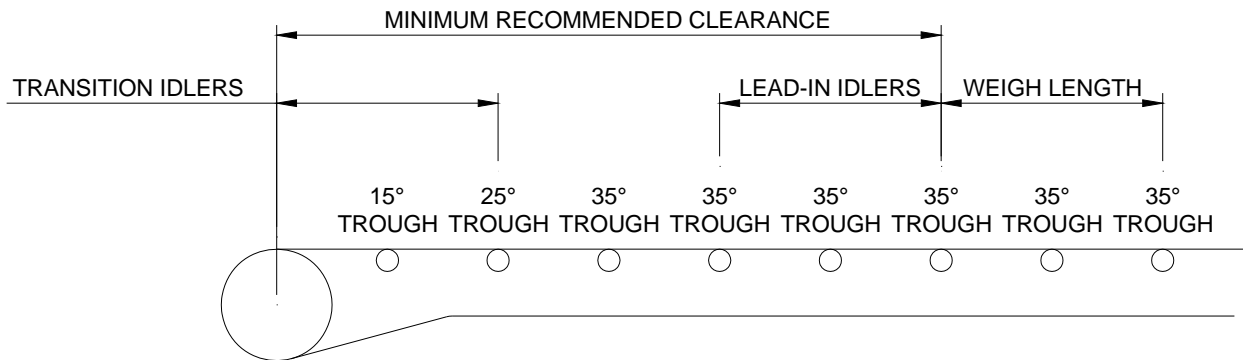 MINIMUM RECOMMENDED CLEARANCE
TRANSITION IDLERS
LEAD-IN IDLERS
WEIGH LENGTH
15°
TROUGH
25°
TROUGH
35°
TROUGH
35°
TROUGH
35°
TROUGH
35°
TROUGH
35°
TROUGH
35°
TROUGH